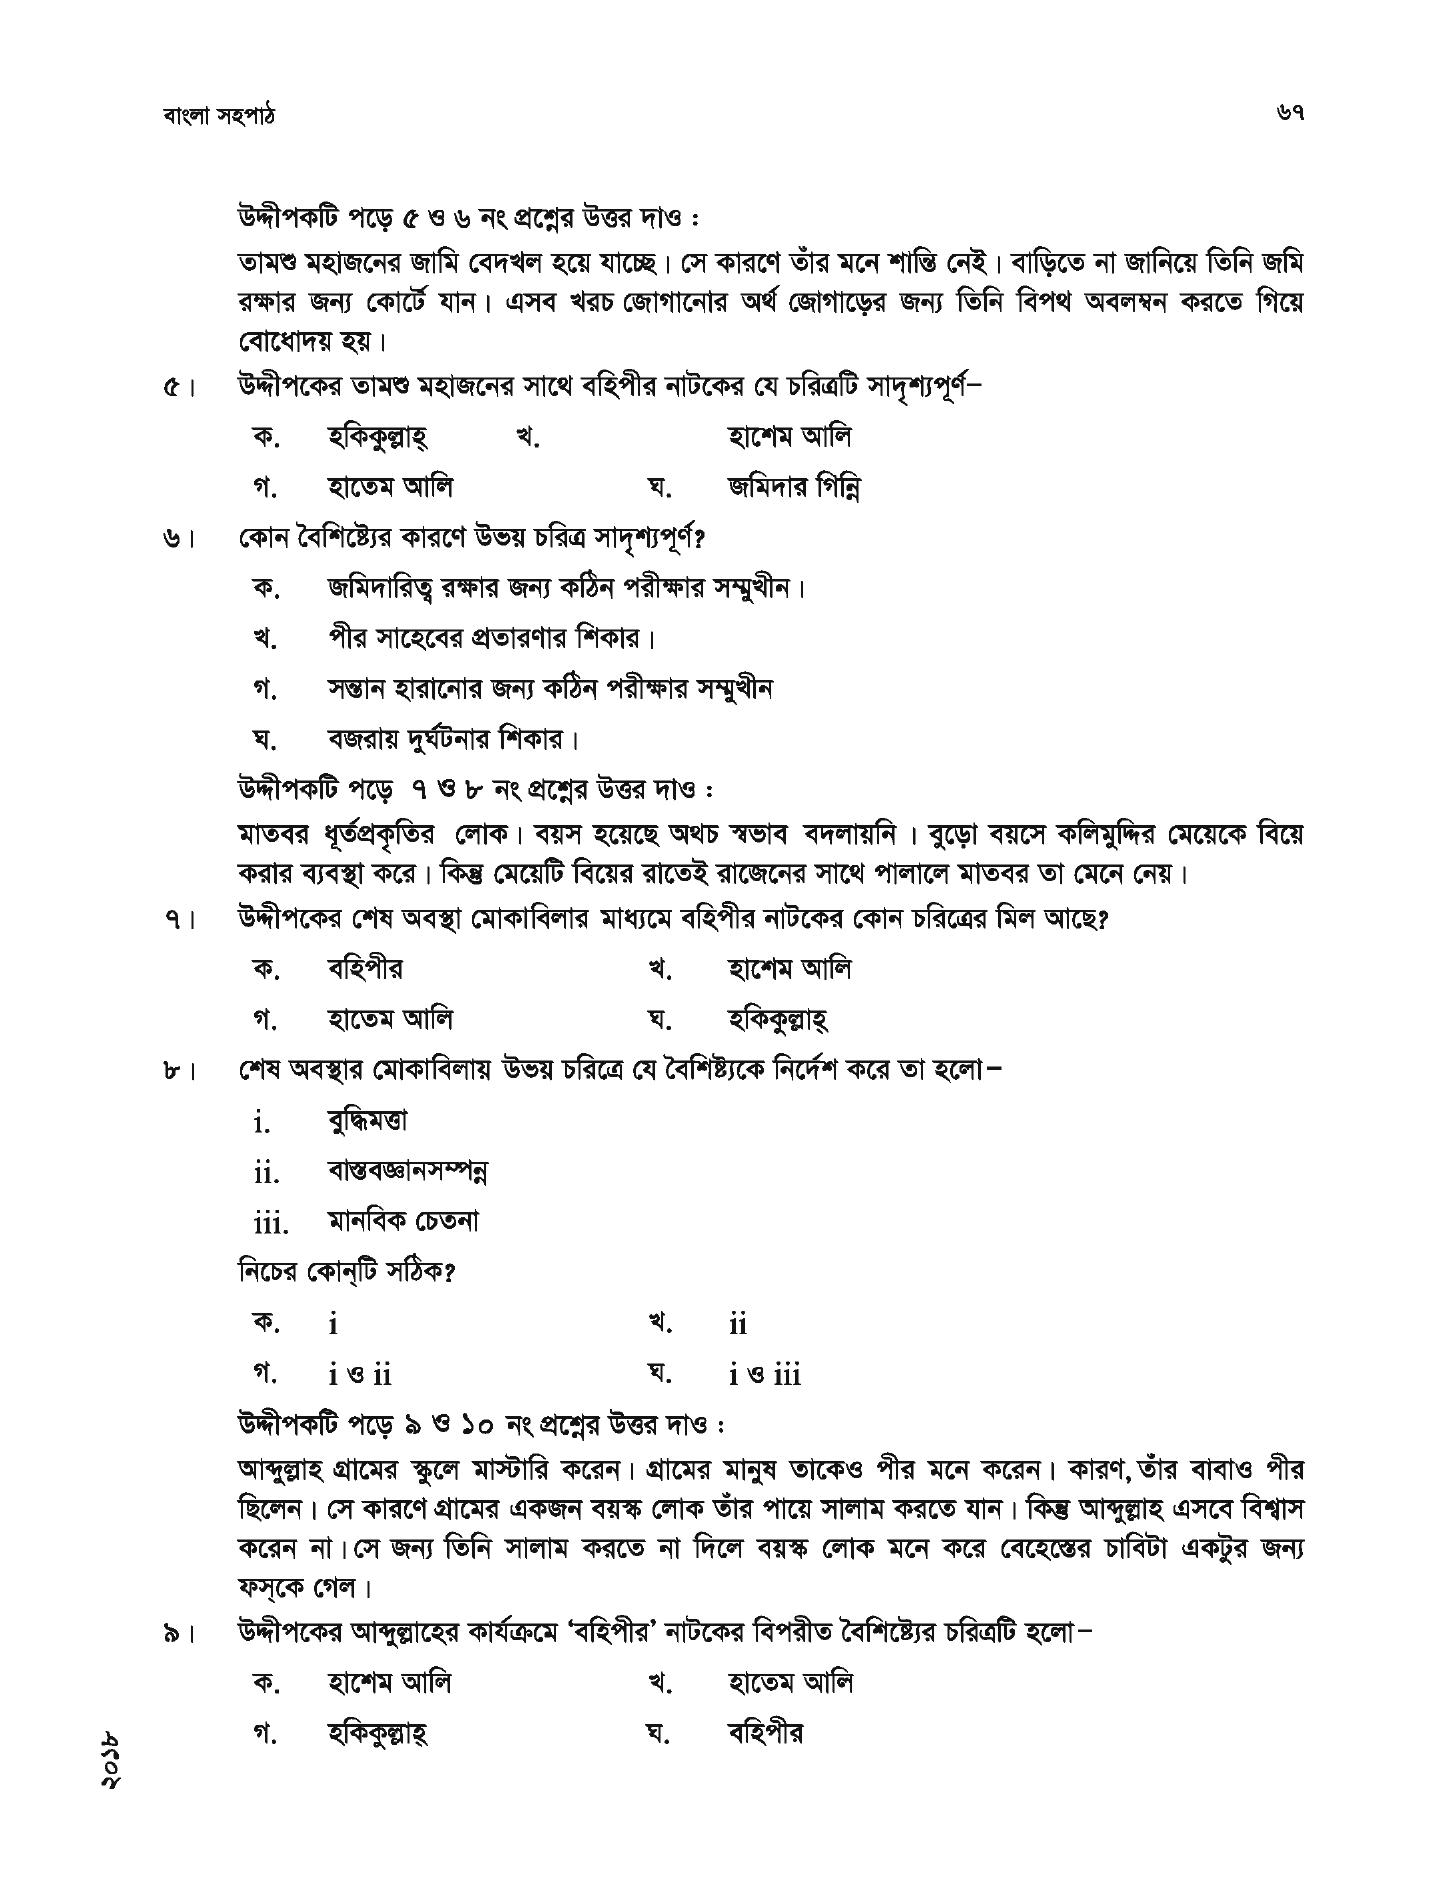 বাংলা সহপাঠ ৬৭
উদ্দীপকটি পড়ে ৫ ও ৬ নং প্রশ্নের উত্তর দাও :
তামশু মহাজনের জামি বেদখল হয়ে যাচ্ছে। সে কারণে তাঁর মনে শান্তি নেই। বাড়িতে না জানিয়ে তিনি জমি
রক্ষার জন্য কোর্টে যান। এসব খরচ জোগানোর অর্থ জোগাড়ের জন্য তিনি বিপথ অবলম্বন করতে গিয়ে
বোধোদয় হয়।
৫। উদ্দীপকের তামশু মহাজনের সাথে বহিপীর নাটকের যে চরিত্রটি সাদৃশ্যপূর্ণ–
ক. হকিকুল্লাহ্ খ. হাশেম আলি
গ. হাতেম আলি ঘ. জমিদার গিন্নি
৬। কোন বৈশিষ্ট্যের কারণে উভয় চরিত্র সাদৃশ্যপূর্ণ?
ক. জমিদারিত্ব রক্ষার জন্য কঠিন পরীক্ষার সম্মুখীন।
খ. পীর সাহেবের প্রতারণার শিকার।
গ. সন্তান হারানোর জন্য কঠিন পরীক্ষার সম্মুখীন
ঘ. বজরায় দুর্ঘটনার শিকার।
উদ্দীপকটি পড়ে ৭ ও ৮ নং প্রশ্নের উত্তর দাও :
মাতবর ধূর্তপ্রকৃতির লোক। বয়স হয়েছে অথচ স্বভাব বদলায়নি । বুড়ো বয়সে কলিমুদ্দির মেয়েকে বিয়ে
করার ব্যবস্থা করে। কিন্তু মেয়েটি বিয়ের রাতেই রাজেনের সাথে পালালে মাতবর তা মেনে নেয়।
৭। উদ্দীপকের শেষ অবস্থা মোকাবিলার মাধ্যমে বহিপীর নাটকের কোন চরিত্রের মিল আছে?
ক. বহিপীর খ. হাশেম আলি
গ. হাতেম আলি ঘ. হকিকুল্লাহ্
৮। শেষ অবস্থার মোকাবিলায় উভয় চরিত্রে যে বৈশিষ্ট্যকে নির্দেশ করে তা হলো–
i. বুদ্ধিমত্তা
ii. বাস্তবজ্ঞানসম্পন্ন
iii. মানবিক চেতনা
নিচের কোন্‌টি সঠিক?
ক. i খ. ii
গ. i ও ii ঘ. i ও iii
উদ্দীপকটি পড়ে ৯ ও ১০ নং প্রশ্নের উত্তর দাও :
আব্দুল্লাহ গ্রামের স্কুলে মাস্টারি করেন। গ্রামের মানুষ তাকেও পীর মনে করেন। কারণ, তাঁর বাবাও পীর
ছিলেন। সে কারণে গ্রামের একজন বয়স্ক লোক তাঁর পায়ে সালাম করতে যান। কিন্তু আব্দুল্লাহ এসবে বিশ্বাস
করেন না। সে জন্য তিনি সালাম করতে না দিলে বয়স্ক লোক মনে করে বেহেস্তের চাবিটা একটুর জন্য
ফস্‌কে গেল।
৯। উদ্দীপকের আব্দুল্লাহের কার্যক্রমে ‘বহিপীর’ নাটকের বিপরীত বৈশিষ্ট্যের চরিত্রটি হলো–
ক. হাশেম আলি খ. হাতেম আলি
গ. হকিকুল্লাহ্ ঘ. বহিপীর
২০১৮